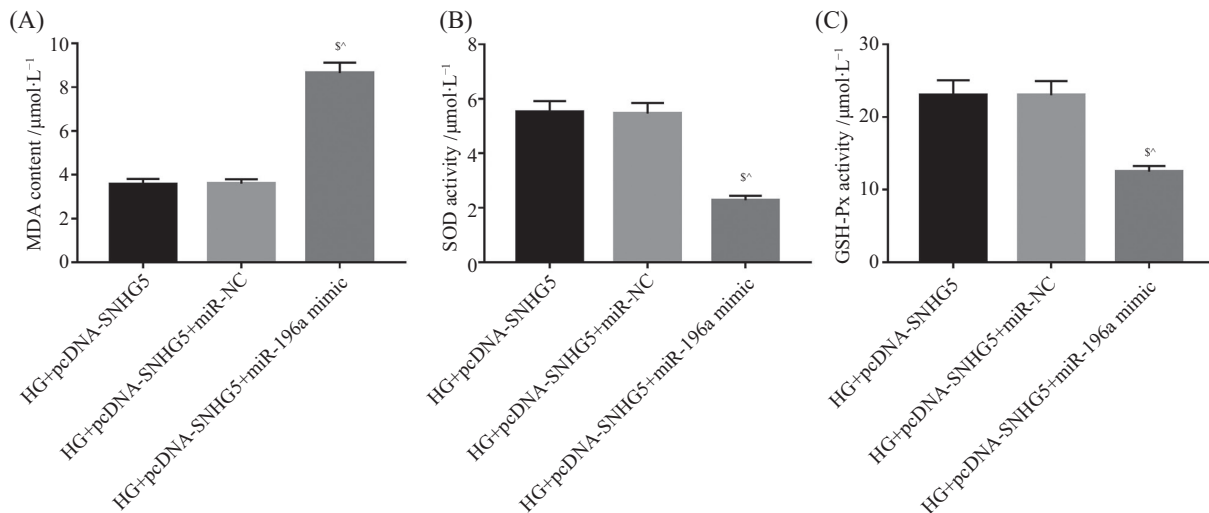 (A)
MDA content /μmol·L⁻¹
10
8
6
4
2
0
$^
HG+pcDNA-SNHG5
HG+pcDNA-SNHG5+miR-NC
HG+pcDNA-SNHG5+miR-196a mimic
(B)
SOD activity /μmol·L⁻¹
8
6
4
2
0
$^
HG+pcDNA-SNHG5
HG+pcDNA-SNHG5+miR-NC
HG+pcDNA-SNHG5+miR-196a mimic
(C)
GSH-Px activity /μmol·L⁻¹
30
20
10
0
$^
HG+pcDNA-SNHG5
HG+pcDNA-SNHG5+miR-NC
HG+pcDNA-SNHG5+miR-196a mimic